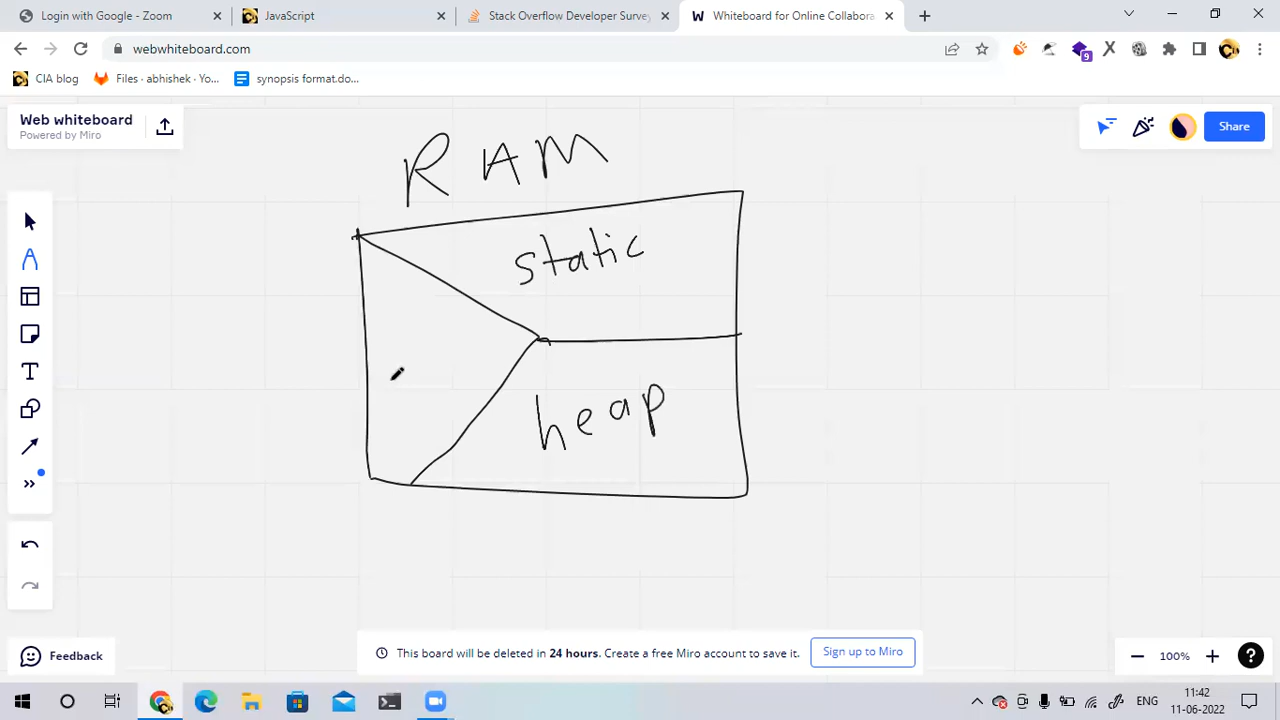 Login with Google - Zoom
JavaScript
Stack Overflow Developer Surve
Whiteboard for Online Collabora
webwhiteboard.com
9
CIA blog
Files · abhishek - Yo...
synopsis format.do...
Web whiteboard
Powered by Miro
Share
RAM
static
heap
Feedback
This board will be deleted in 24 hours. Create a free Miro account to save it.
Sign up to Miro
100%
ENG
11:42
11-06-2022